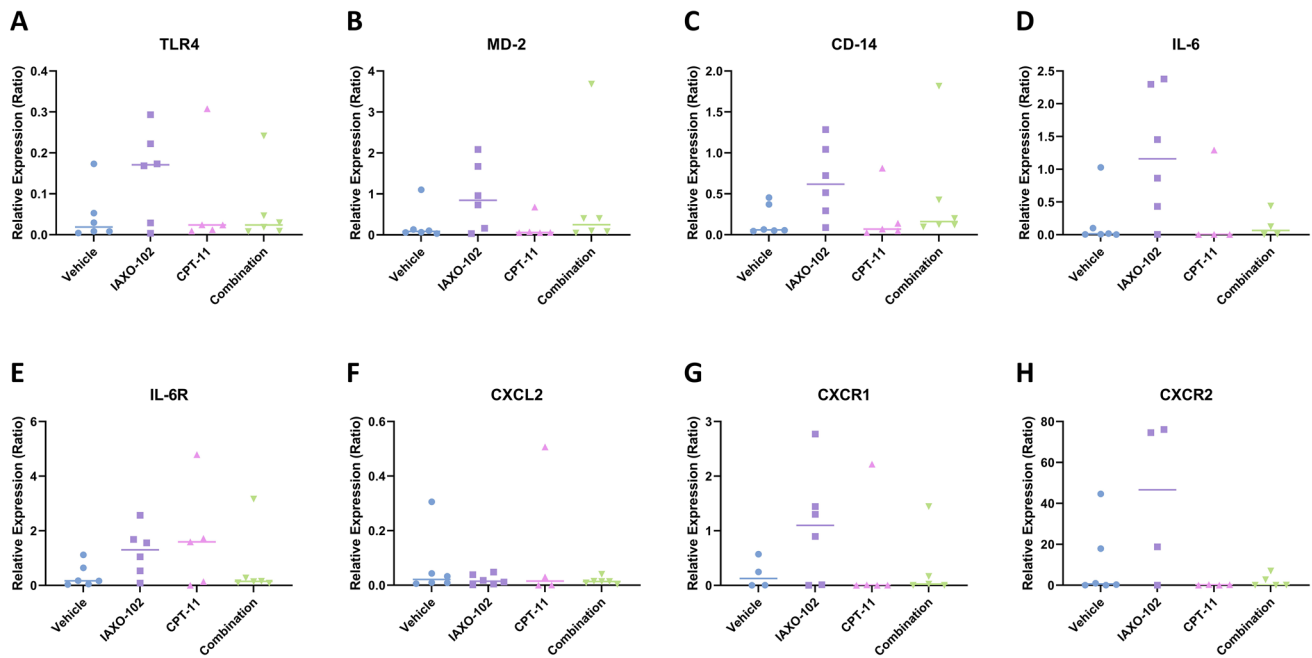 A
TLR4
Relative Expression (Ratio)
0.4
0.3
0.2
0.1
0.0
Vehicle
IAXO-102
CPT-11
Combination
B
MD-2
Relative Expression (Ratio)
4
3
2
1
0
Vehicle
IAXO-102
CPT-11
Combination
C
CD-14
Relative Expression (Ratio)
2.0
1.5
1.0
0.5
0.0
Vehicle
IAXO-102
CPT-11
Combination
D
IL-6
Relative Expression (Ratio)
2.5
2.0
1.5
1.0
0.5
0.0
Vehicle
IAXO-102
CPT-11
Combination
E
IL-6R
Relative Expression (Ratio)
6
4
2
0
Vehicle
IAXO-102
CPT-11
Combination
F
CXCL2
Relative Expression (Ratio)
0.6
0.4
0.2
0.0
Vehicle
IAXO-102
CPT-11
Combination
G
CXCR1
Relative Expression (Ratio)
3
2
1
0
Vehicle
IAXO-102
CPT-11
Combination
H
CXCR2
Relative Expression (Ratio)
80
60
40
20
0
Vehicle
IAXO-102
CPT-11
Combination